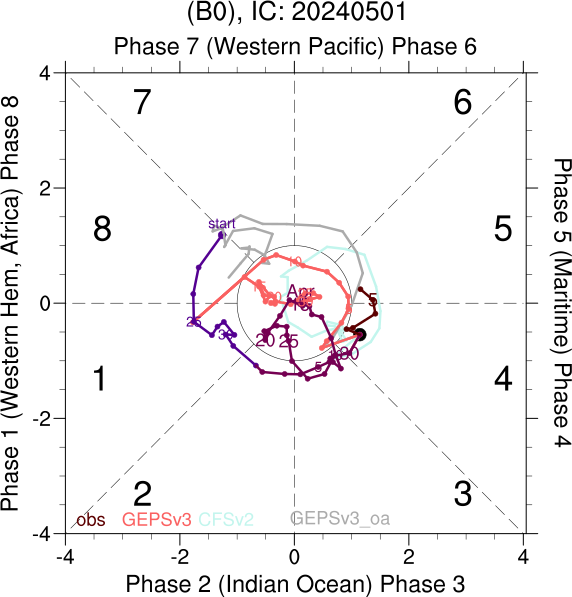 (B0), IC: 20240501
Phase 7 (Western Pacific) Phase 6
Phase 1 (Western Hem, Africa) Phase 8
Phase 5 (Maritime) Phase 4
4
2
0
-2
-4
7
6
8
5
1
4
2
3
start
Apr
5
20
25
30
5
obs GEPSv3 CFSv2 GEPSv3_oa
-4 -2 0 2 4
Phase 2 (Indian Ocean) Phase 3